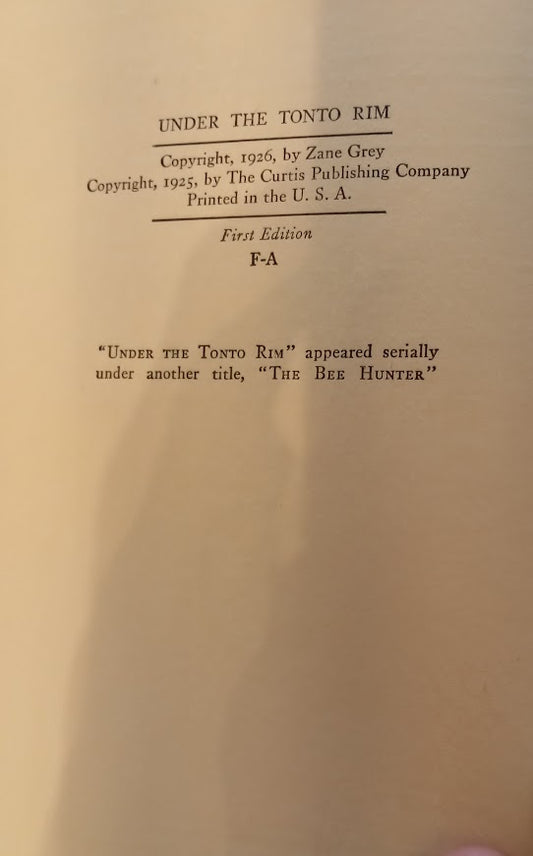 UNDER THE TONTO RIM
Copyright, 1926, by Zane Grey
Copyright, 1925, by The Curtis Publishing Company
Printed in the U. S. A.
First Edition
F-A
“UNDER THE TONTO RIM” appeared serially
under another title, “THE BEE HUNTER”